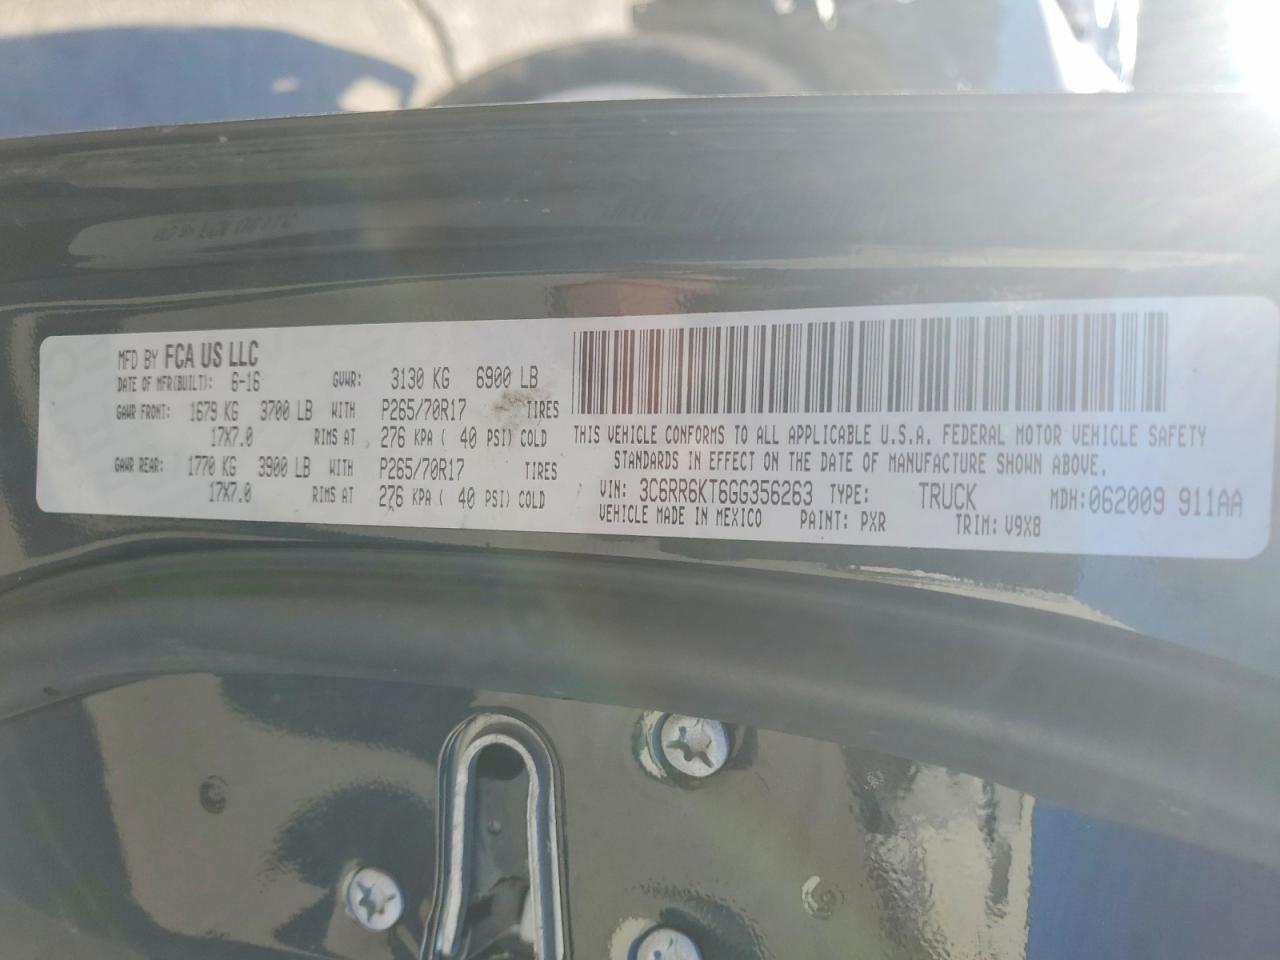 MFD BY FCA US LLC
DATE OF MFR(BUILT): 6-16 GVWR: 3130 KG 6900 LB
GAWR FRONT: 1679 KG 3700 LB WITH P265/70R17 TIRES
17X7.0 RIMS AT 276 KPA ( 40 PSI) COLD
GAWR REAR: 1770 KG 3900 LB WITH P265/70R17 TIRES
17X7.0 RIMS AT 276 KPA ( 40 PSI) COLD
THIS VEHICLE CONFORMS TO ALL APPLICABLE U.S.A. FEDERAL MOTOR VEHICLE SAFETY
STANDARDS IN EFFECT ON THE DATE OF MANUFACTURE SHOWN ABOVE.
VIN: 3C6RR6KT6GG356263 TYPE: TRUCK MDH:062009 911AA
VEHICLE MADE IN MEXICO PAINT: PXR TRIM: V9X8